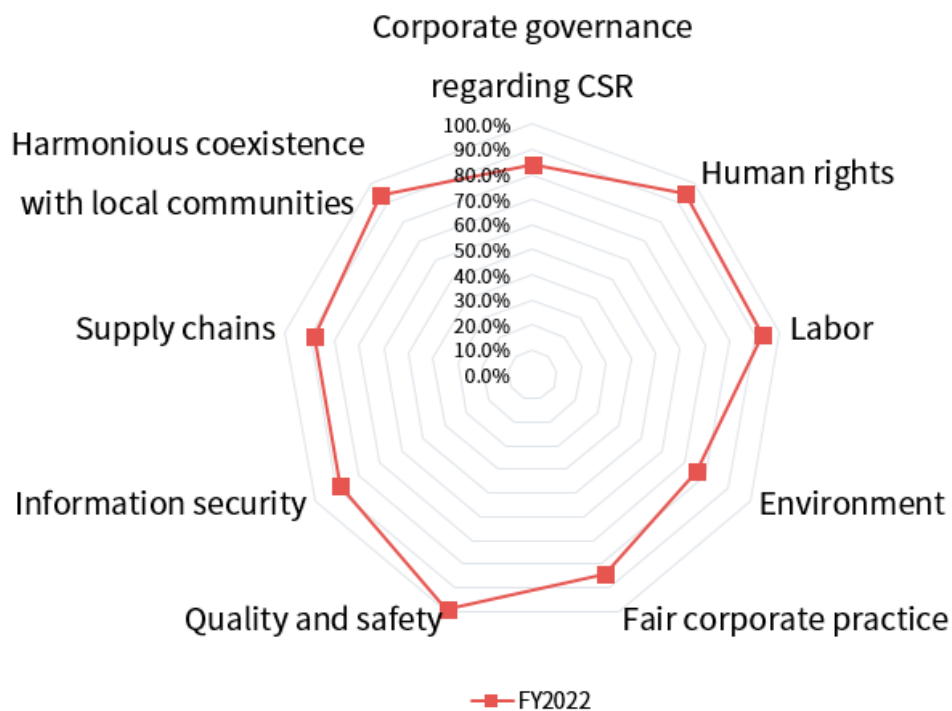 Corporate governance
regarding CSR
Harmonious coexistence
with local communities
100.0%
90.0%
80.0%
70.0%
60.0%
50.0%
40.0%
30.0%
20.0%
10.0%
0.0%
Human rights
Supply chains
Labor
Information security
Environment
Quality and safety
Fair corporate practice
FY2022